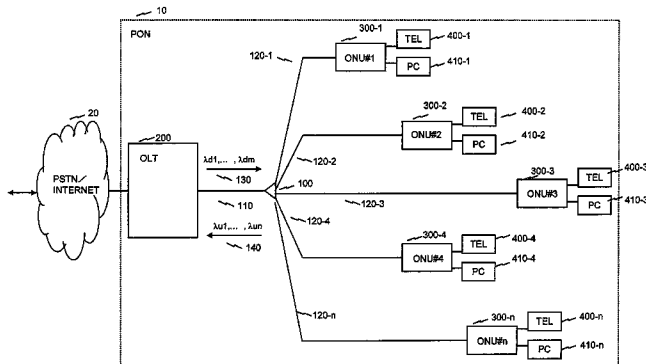 10
PON
300-1
TEL
400-1
120-1
ONU#1
PC
410-1
20
200
300-2
TEL
400-2
OLT
λd1,... , λdm
ONU#2
PC
410-2
130
120-2
100
300-3
TEL
400-3
PSTN/
INTERNET
110
120-3
ONU#3
PC
410-3
120-4
λu1,... , λun
140
300-4
TEL
400-4
ONU#4
PC
410-4
120-n
300-n
TEL
400-n
ONU#n
PC
410-n